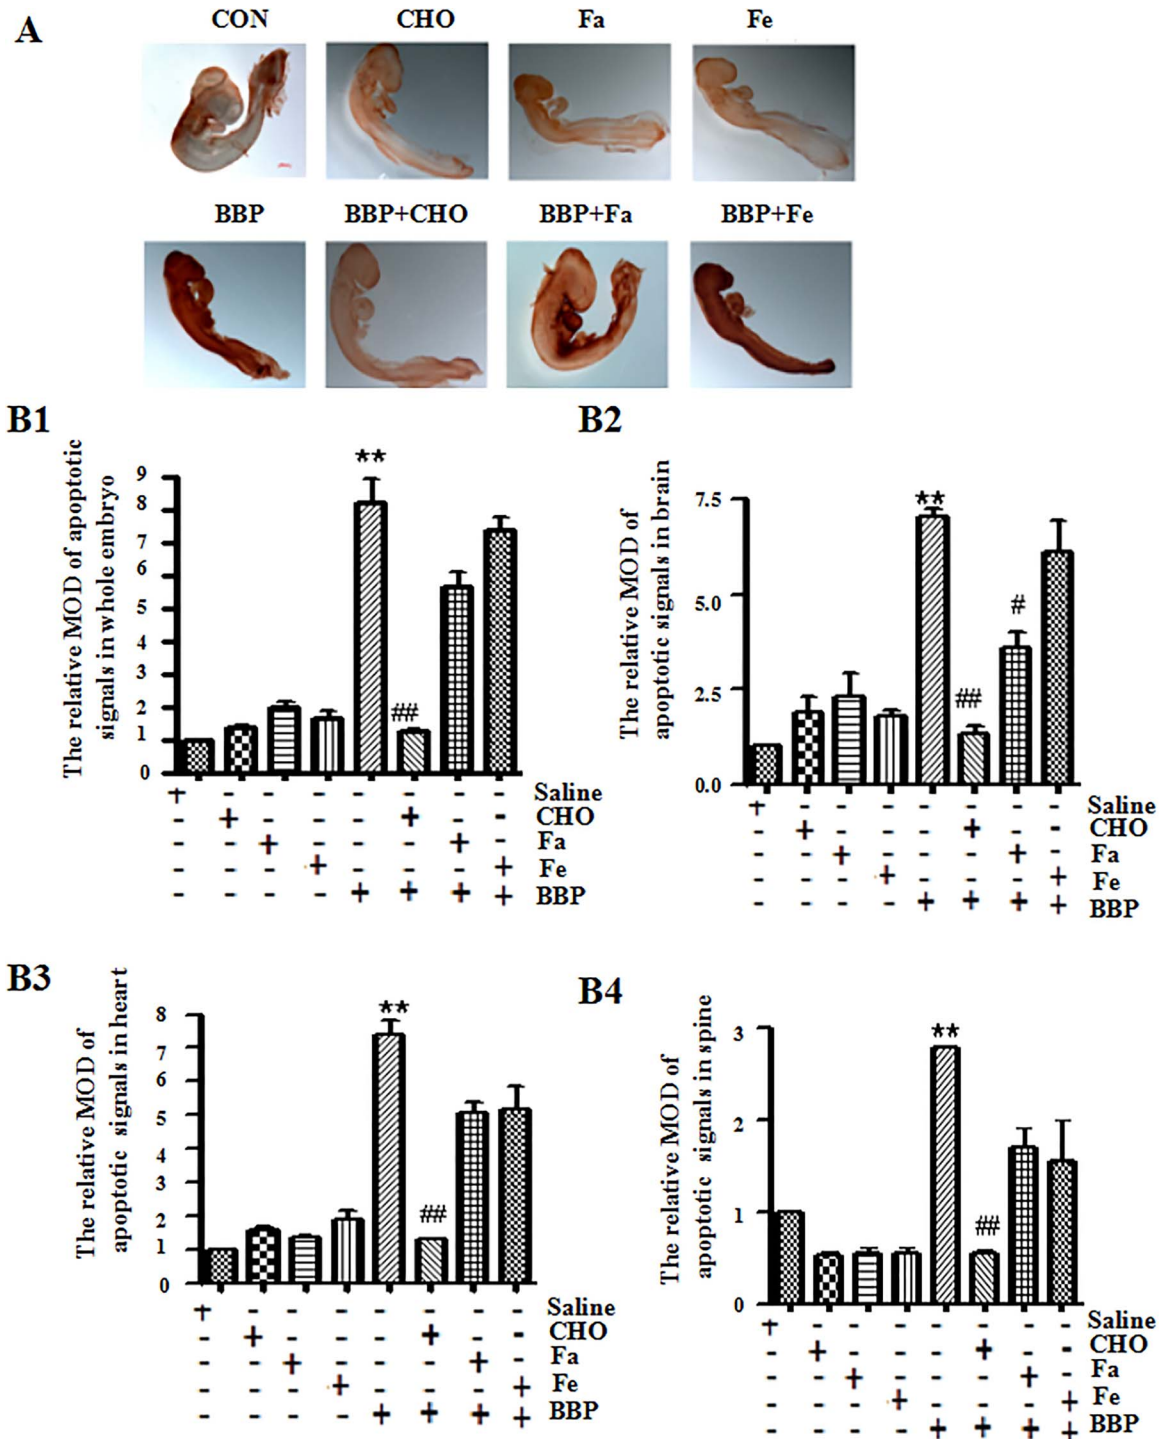 A
CON CHO Fa Fe
BBP BBP+CHO BBP+Fa BBP+Fe
B1
The relative MOD of apoptotic
signals in whole embryo
9
8
7
6
5
4
3
2
1
0
**
##
+ - - - - - - - Saline
- + - - - + - - CHO
- - + - - - + - Fa
- - - + - - - + Fe
- - - - + + + + BBP
B2
The relative MOD of
apoptotic signals in brain
7.5
5.0
2.5
0.0
**
##
#
+ - - - - - - - Saline
- + - - - + - - CHO
- - + - - - + - Fa
- - - + - - - + Fe
- - - - + + + + BBP
B3
The relative MOD of
apoptotic signals in heart
8
7
6
5
4
3
2
1
0
**
##
+ - - - - - - - Saline
- + - - - + - - CHO
- - + - - - + - Fa
- - - + - - - + Fe
- - - - + + + + BBP
B4
The relative MOD of
apoptotic signals in spine
3
2
1
0
**
##
+ - - - - - - - Saline
- + - - - + - - CHO
- - + - - - + - Fa
- - - + - - - + Fe
- - - - + + + + BBP